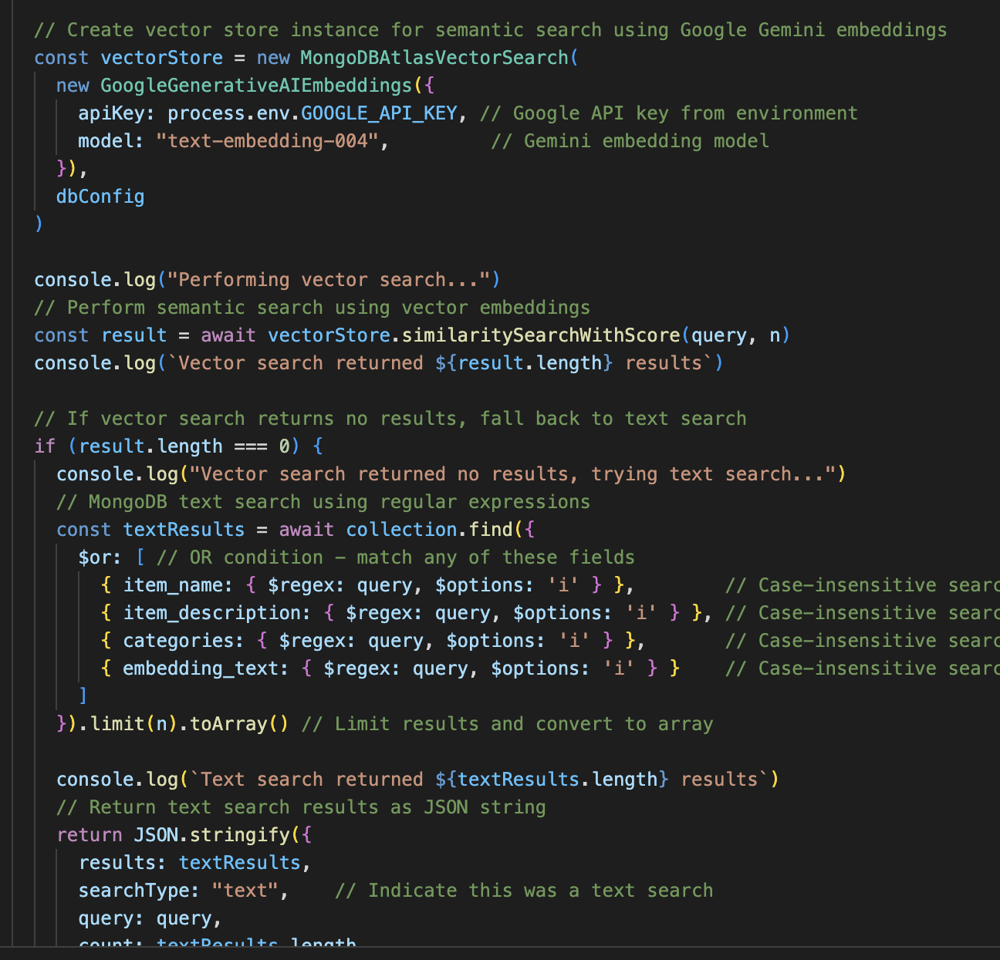 // Create vector store instance for semantic search using Google Gemini embeddings
const vectorStore = new MongoDBAtlasVectorSearch(
  new GoogleGenerativeAIEmbeddings({
    apiKey: process.env.GOOGLE_API_KEY, // Google API key from environment
    model: "text-embedding-004",         // Gemini embedding model
  }),
  dbConfig
)

console.log("Performing vector search...")
// Perform semantic search using vector embeddings
const result = await vectorStore.similaritySearchWithScore(query, n)
console.log(`Vector search returned ${result.length} results`)

// If vector search returns no results, fall back to text search
if (result.length === 0) {
  console.log("Vector search returned no results, trying text search...")
  // MongoDB text search using regular expressions
  const textResults = await collection.find({
    $or: [ // OR condition - match any of these fields
      { item_name: { $regex: query, $options: 'i' } },        // Case-insensitive searc
      { item_description: { $regex: query, $options: 'i' } }, // Case-insensitive searc
      { categories: { $regex: query, $options: 'i' } },       // Case-insensitive searc
      { embedding_text: { $regex: query, $options: 'i' } }    // Case-insensitive searc
    ]
  }).limit(n).toArray() // Limit results and convert to array

  console.log(`Text search returned ${textResults.length} results`)
  // Return text search results as JSON string
  return JSON.stringify({
    results: textResults,
    searchType: "text",    // Indicate this was a text search
    query: query,
    count: textResults.length